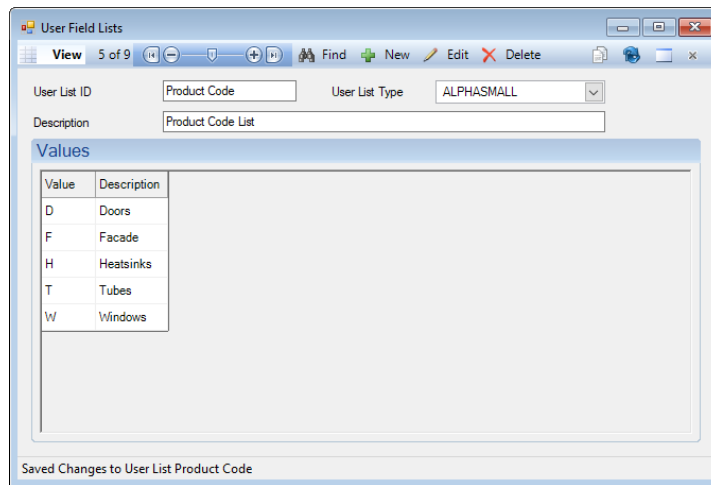 User Field Lists
View 5 of 9 Find New Edit Delete
User List ID Product Code User List Type ALPHASMALL
Description Product Code List
Values
Value Description
D Doors
F Facade
H Heatsinks
T Tubes
W Windows
Saved Changes to User List Product Code